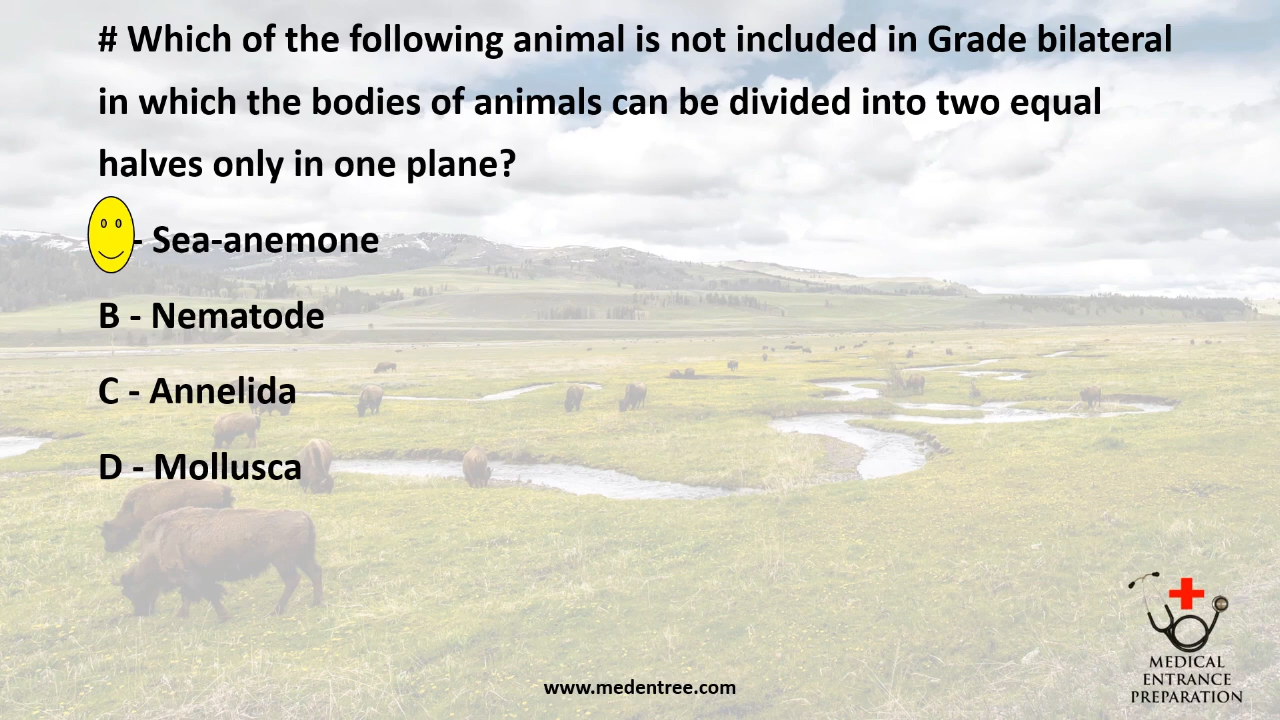 # Which of the following animal is not included in Grade bilateral
in which the bodies of animals can be divided into two equal
halves only in one plane?
- Sea-anemone
B - Nematode
C - Annelida
D - Mollusca
MEDICAL
ENTRANCE
PREPARATION
www.medentree.com